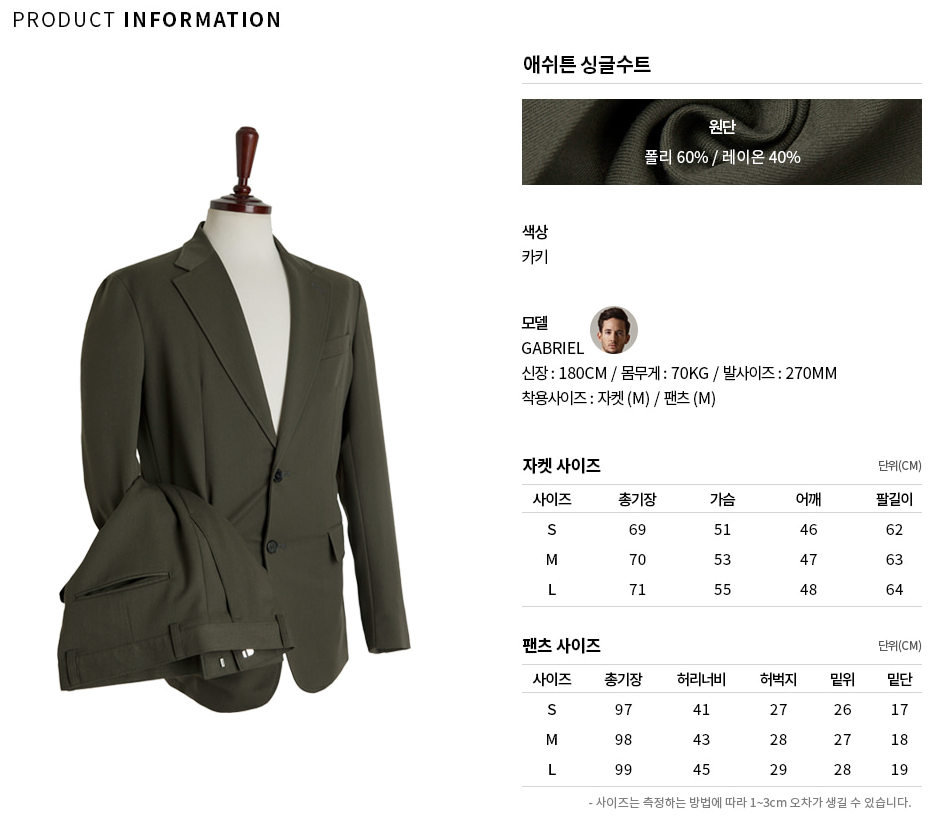 PRODUCT INFORMATION
애쉬튼 싱글수트
원단
폴리 60% / 레이온 40%
색상
카키
모델
GABRIEL
신장 : 180CM / 몸무게 : 70KG / 발사이즈 : 270MM
착용사이즈 : 자켓 (M) / 팬츠 (M)
자켓 사이즈 단위(CM)
사이즈 총기장 가슴 어깨 팔길이
S 69 51 46 62
M 70 53 47 63
L 71 55 48 64
팬츠 사이즈 단위(CM)
사이즈 총기장 허리너비 허벅지 밑위 밑단
S 97 41 27 26 17
M 98 43 28 27 18
L 99 45 29 28 19
- 사이즈는 측정하는 방법에 따라 1~3cm 오차가 생길 수 있습니다.